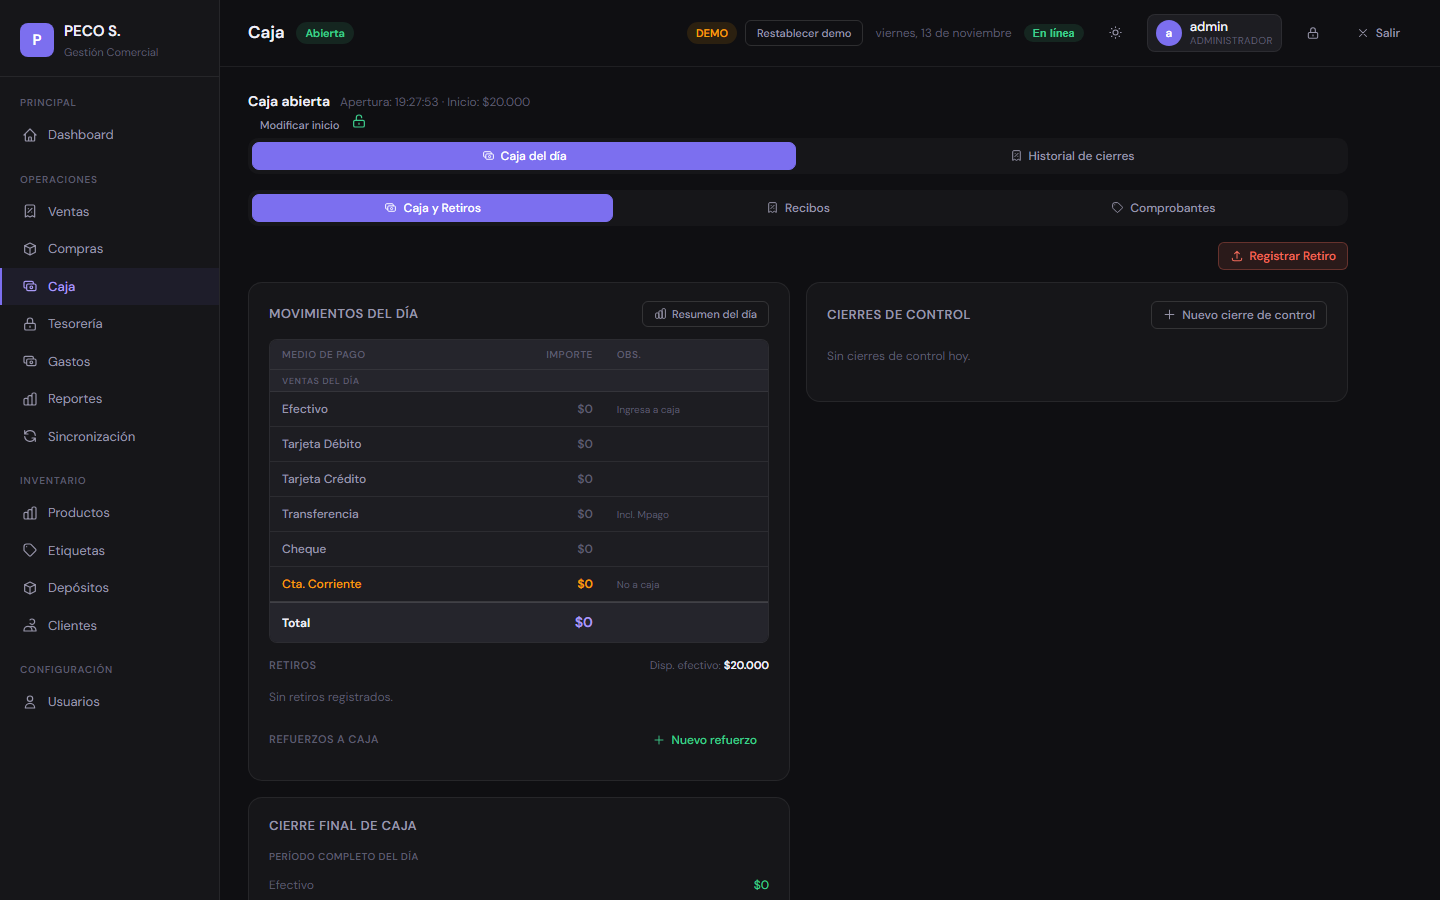 P
PECO S.
Gestión Comercial
PRINCIPAL
Dashboard
OPERACIONES
Ventas
Compras
Caja
Tesorería
Gastos
Reportes
Sincronización
INVENTARIO
Productos
Etiquetas
Depósitos
Clientes
CONFIGURACIÓN
Usuarios
Caja Abierta
DEMO Restablecer demo viernes, 13 de noviembre En línea a admin ADMINISTRADOR Salir
Caja abierta Apertura: 19:27:53 · Inicio: $20.000
Modificar inicio
Caja del día Historial de cierres
Caja y Retiros Recibos Comprobantes
Registrar Retiro
MOVIMIENTOS DEL DÍA Resumen del día
MEDIO DE PAGO IMPORTE OBS.
VENTAS DEL DÍA
Efectivo $0 Ingresa a caja
Tarjeta Débito $0
Tarjeta Crédito $0
Transferencia $0 Incl. Mpago
Cheque $0
Cta. Corriente $0 No a caja
Total $0
RETIROS Disp. efectivo: $20.000
Sin retiros registrados.
REFUERZOS A CAJA Nuevo refuerzo
CIERRES DE CONTROL Nuevo cierre de control
Sin cierres de control hoy.
CIERRE FINAL DE CAJA
PERÍODO COMPLETO DEL DÍA
Efectivo $0